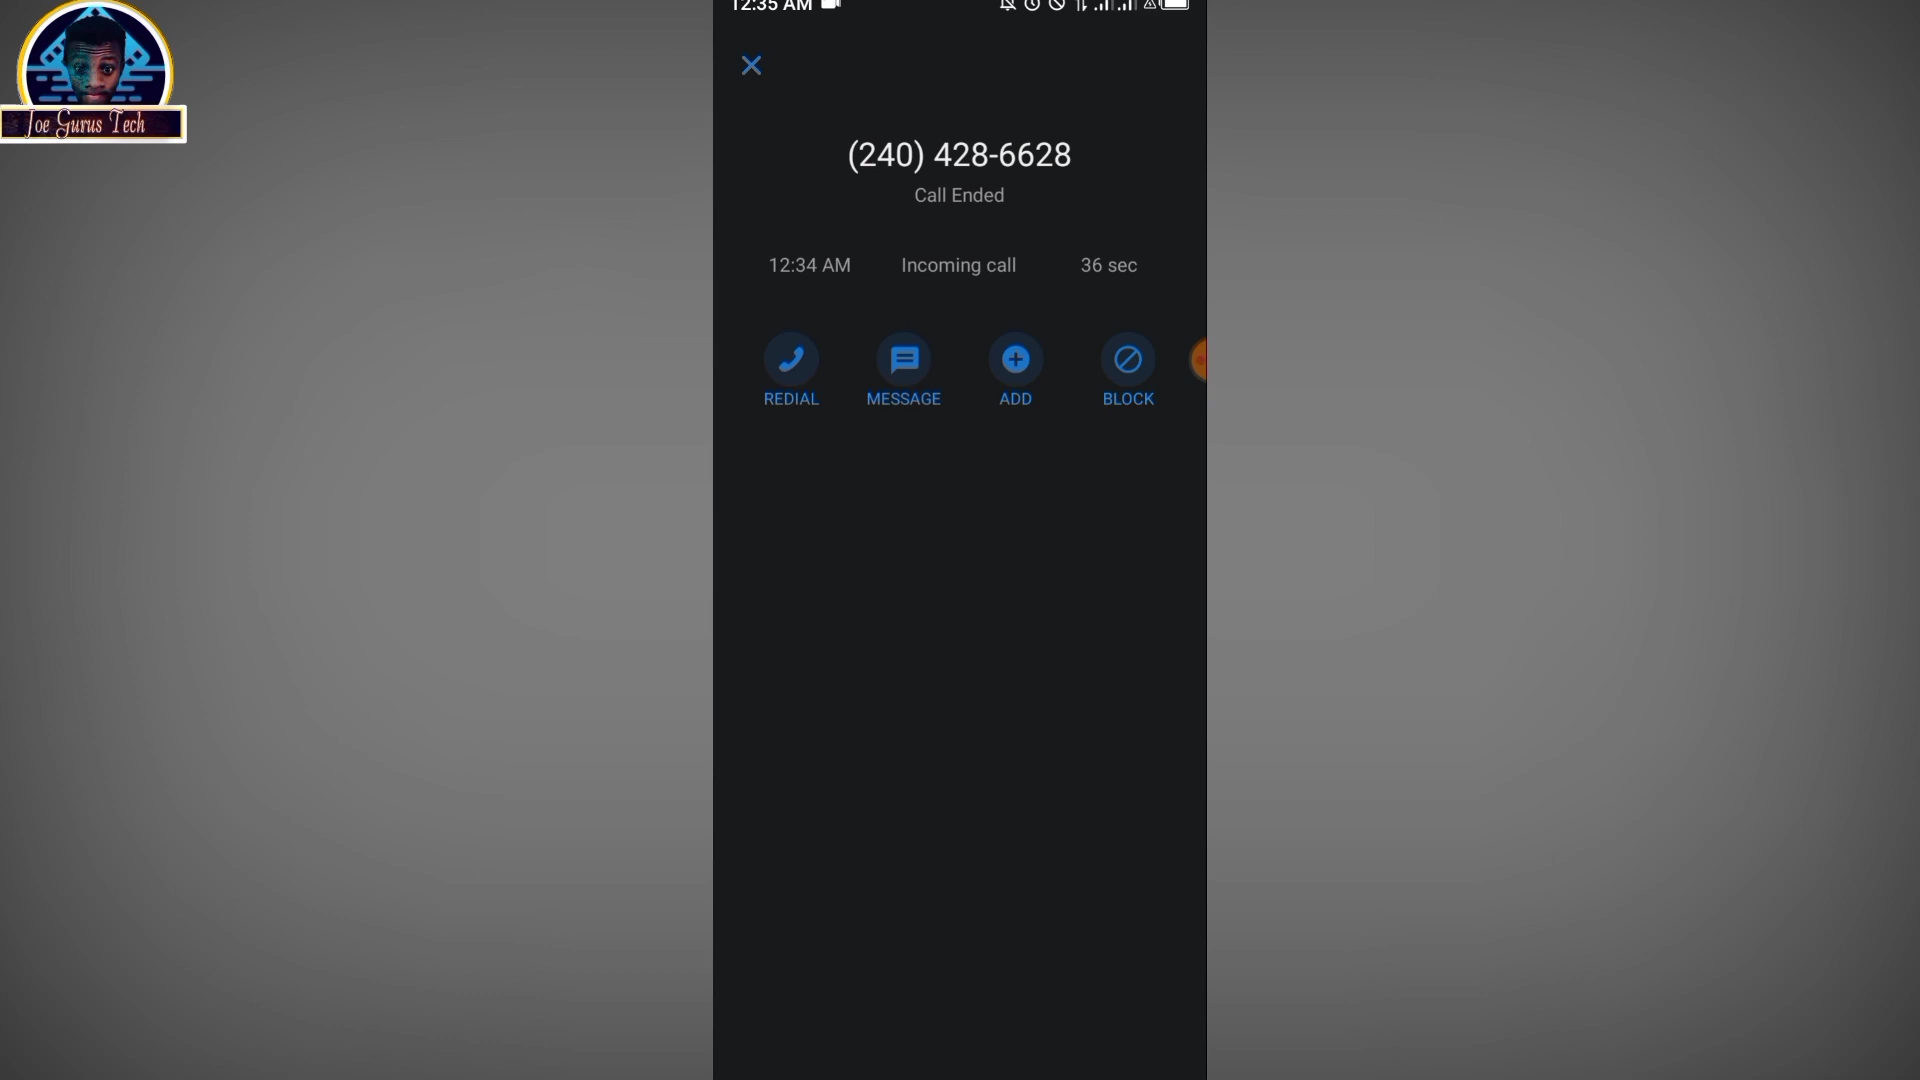 12:35 AM
Joe Gurus Tech
(240) 428-6628
Call Ended
12:34 AM Incoming call 36 sec
REDIAL MESSAGE ADD BLOCK